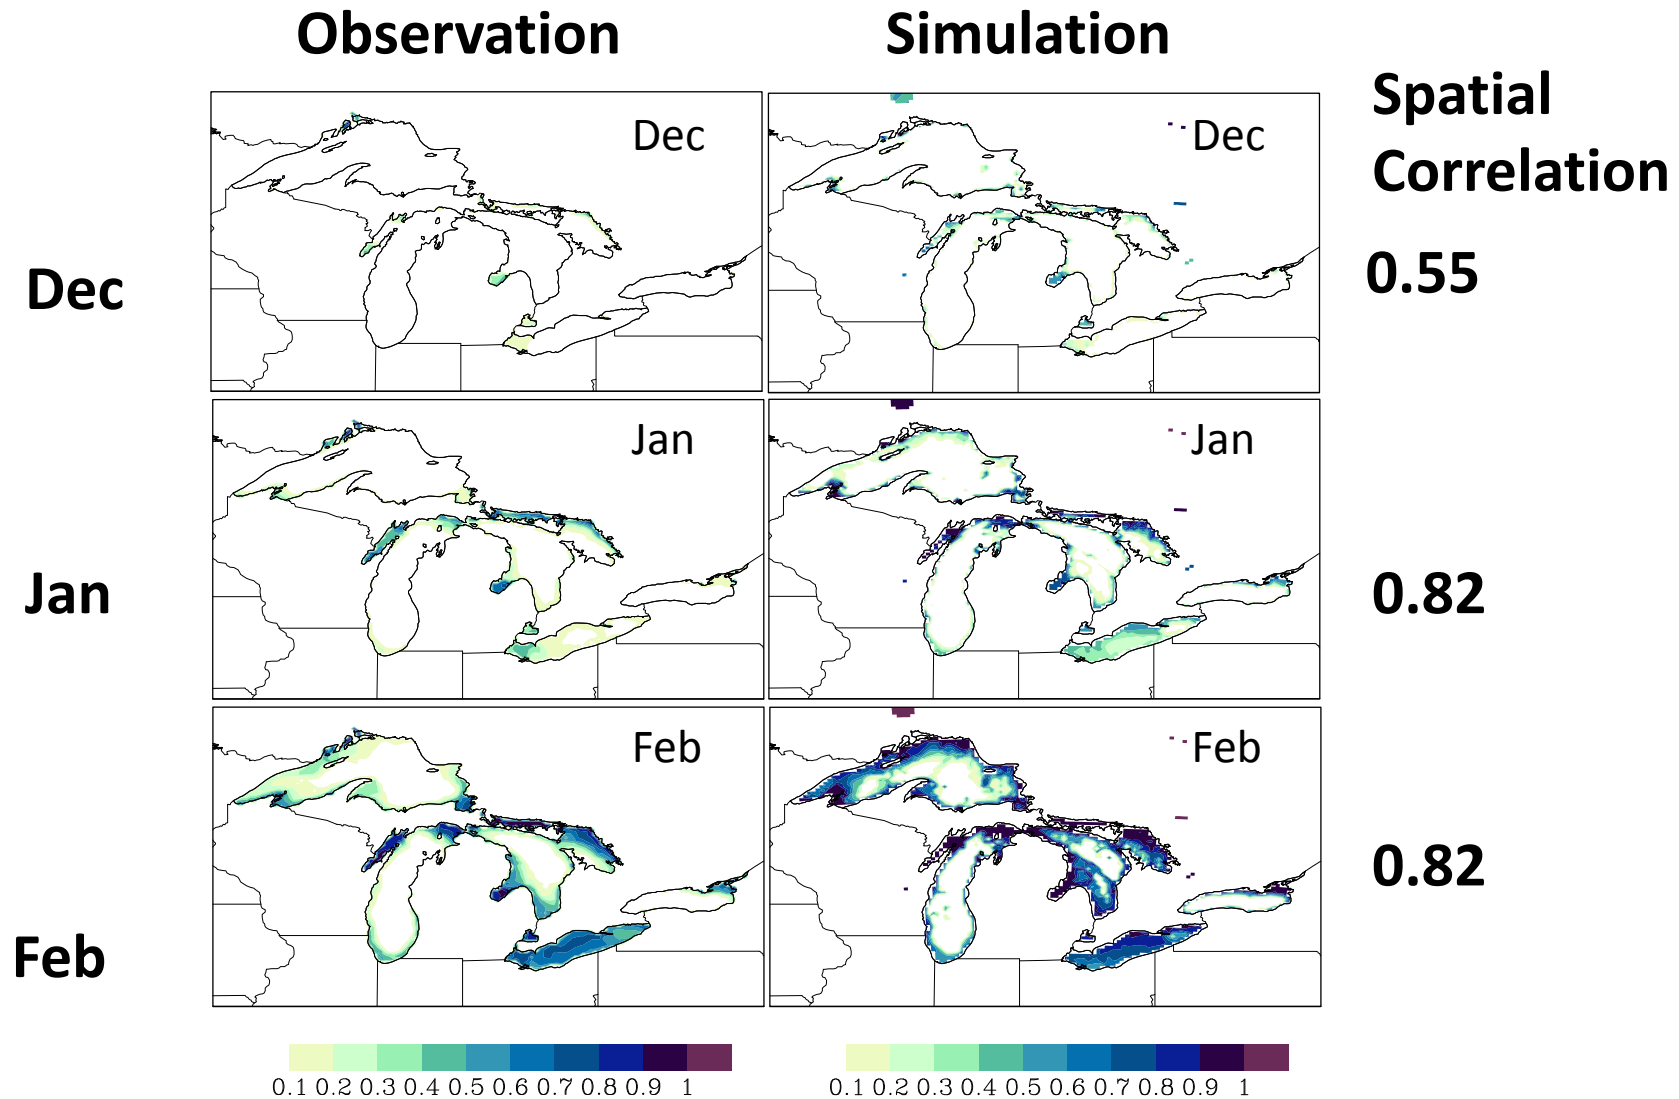 Observation Simulation
Spatial
Correlation
Dec Dec
Dec 0.55
Jan Jan
Jan 0.82
Feb Feb
0.82
Feb
0.1 0.2 0.3 0.4 0.5 0.6 0.7 0.8 0.9 1 0.1 0.2 0.3 0.4 0.5 0.6 0.7 0.8 0.9 1